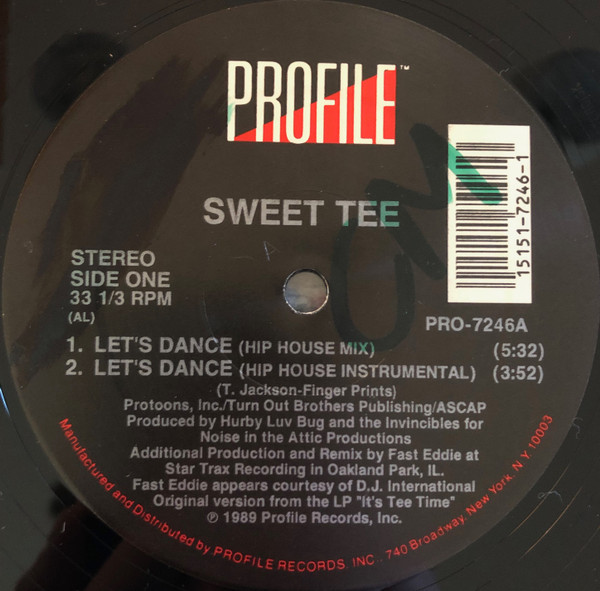 PROFILE™
SWEET TEE
CM
15151-7246-1
STEREO
SIDE ONE
33 1/3 RPM
(AL)
PRO-7246A
1. LET'S DANCE (HIP HOUSE MIX) (5:32)
2. LET'S DANCE (HIP HOUSE INSTRUMENTAL) (3:52)
(T. Jackson-Finger Prints)
Protoons, Inc./Turn Out Brothers Publishing/ASCAP
Produced by Hurby Luv Bug and the Invincibles for
Noise in the Attic Productions
Additional Production and Remix by Fast Eddie at
Star Trax Recording in Oakland Park, IL.
Fast Eddie appears courtesy of D.J. International
Original version from the LP "It's Tee Time"
℗ 1989 Profile Records, Inc.
Manufactured and Distributed by PROFILE RECORDS, INC., 740 Broadway, New York, N.Y. 10003